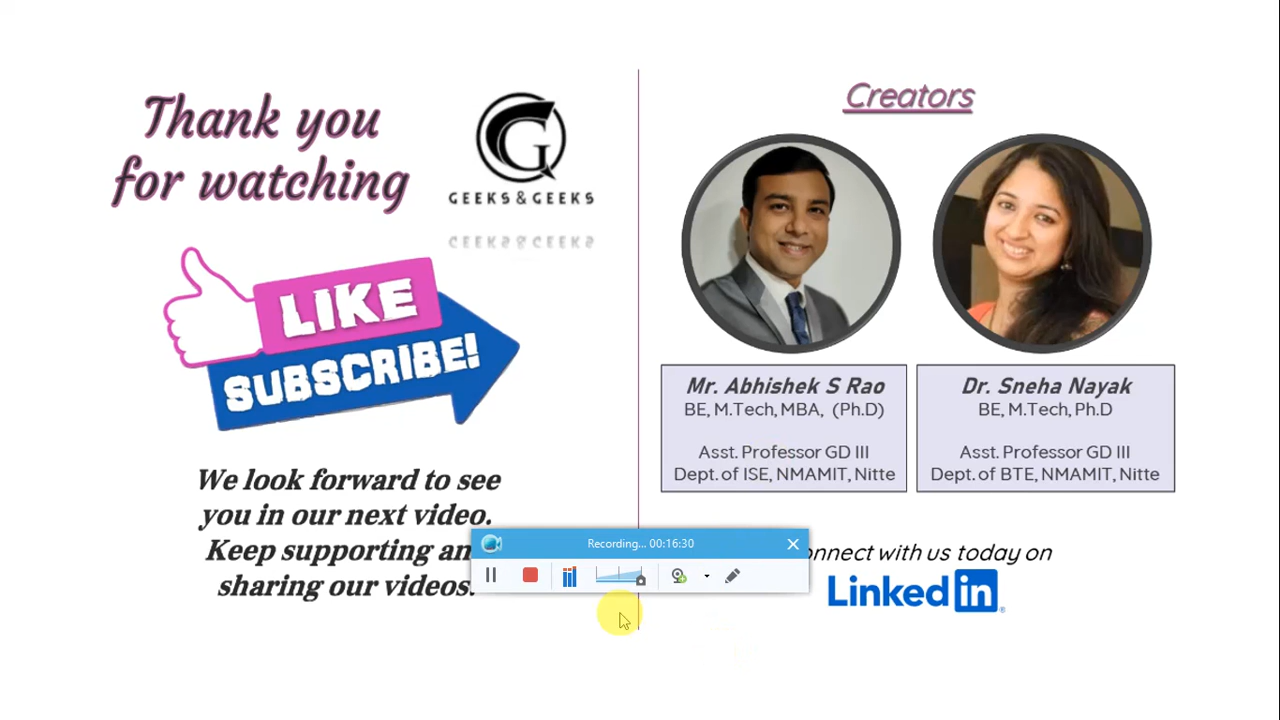 Thank you
for watching
G
GEEKS & GEEKS
LIKE
SUBSCRIBE!
We look forward to see
you in our next video.
Keep supporting an
sharing our videos.
Creators
Mr. Abhishek S Rao
BE, M.Tech, MBA, (Ph.D)
Asst. Professor GD III
Dept. of ISE, NMAMIT, Nitte
Dr. Sneha Nayak
BE, M.Tech, Ph.D
Asst. Professor GD III
Dept. of BTE, NMAMIT, Nitte
Recording... 00:16:30
onnect with us today on
Linked in